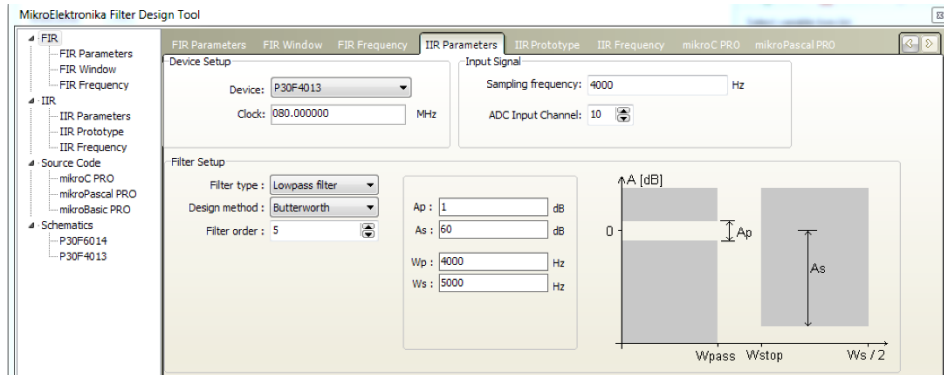 MikroElektronika Filter Design Tool
FIR
FIR Parameters
FIR Window
FIR Frequency
IIR
IIR Parameters
IIR Prototype
IIR Frequency
Source Code
mikroC PRO
mikroPascal PRO
mikroBasic PRO
Schematics
P30F6014
P30F4013
FIR Parameters FIR Window FIR Frequency IIR Parameters IIR Prototype IIR Frequency mikroC PRO mikroPascal PRO
Device Setup
Device: P30F4013
Clock: 080.000000 MHz
Input Signal
Sampling frequency: 4000 Hz
ADC Input Channel: 10
Filter Setup
Filter type : Lowpass filter
Design method : Butterworth
Filter order : 5
Ap : 1 dB
As : 60 dB
Wp : 4000 Hz
Ws : 5000 Hz
A [dB]
0
Ap
As
Wpass Wstop Ws / 2